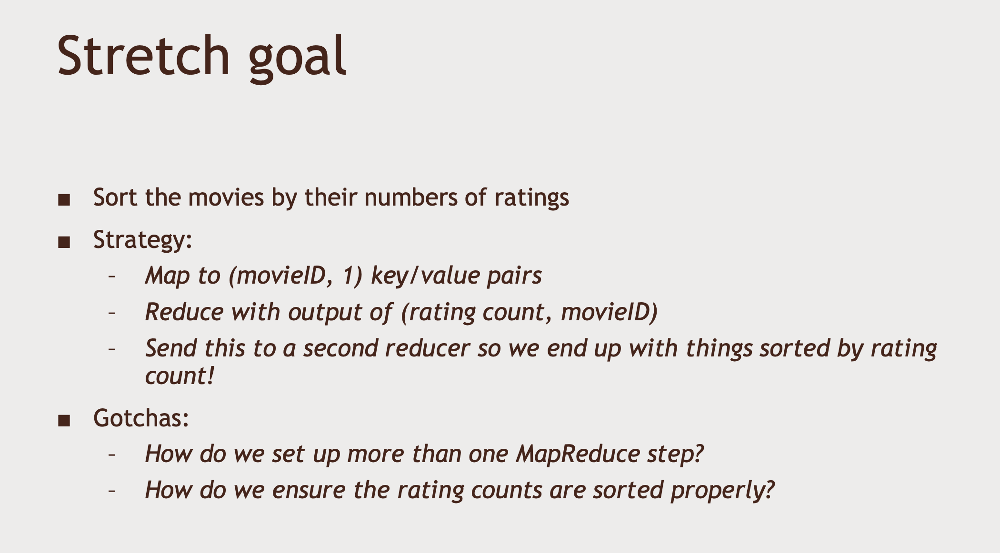 Stretch goal
■ Sort the movies by their numbers of ratings
■ Strategy:
– Map to (movieID, 1) key/value pairs
– Reduce with output of (rating count, movieID)
– Send this to a second reducer so we end up with things sorted by rating
count!
■ Gotchas:
– How do we set up more than one MapReduce step?
– How do we ensure the rating counts are sorted properly?